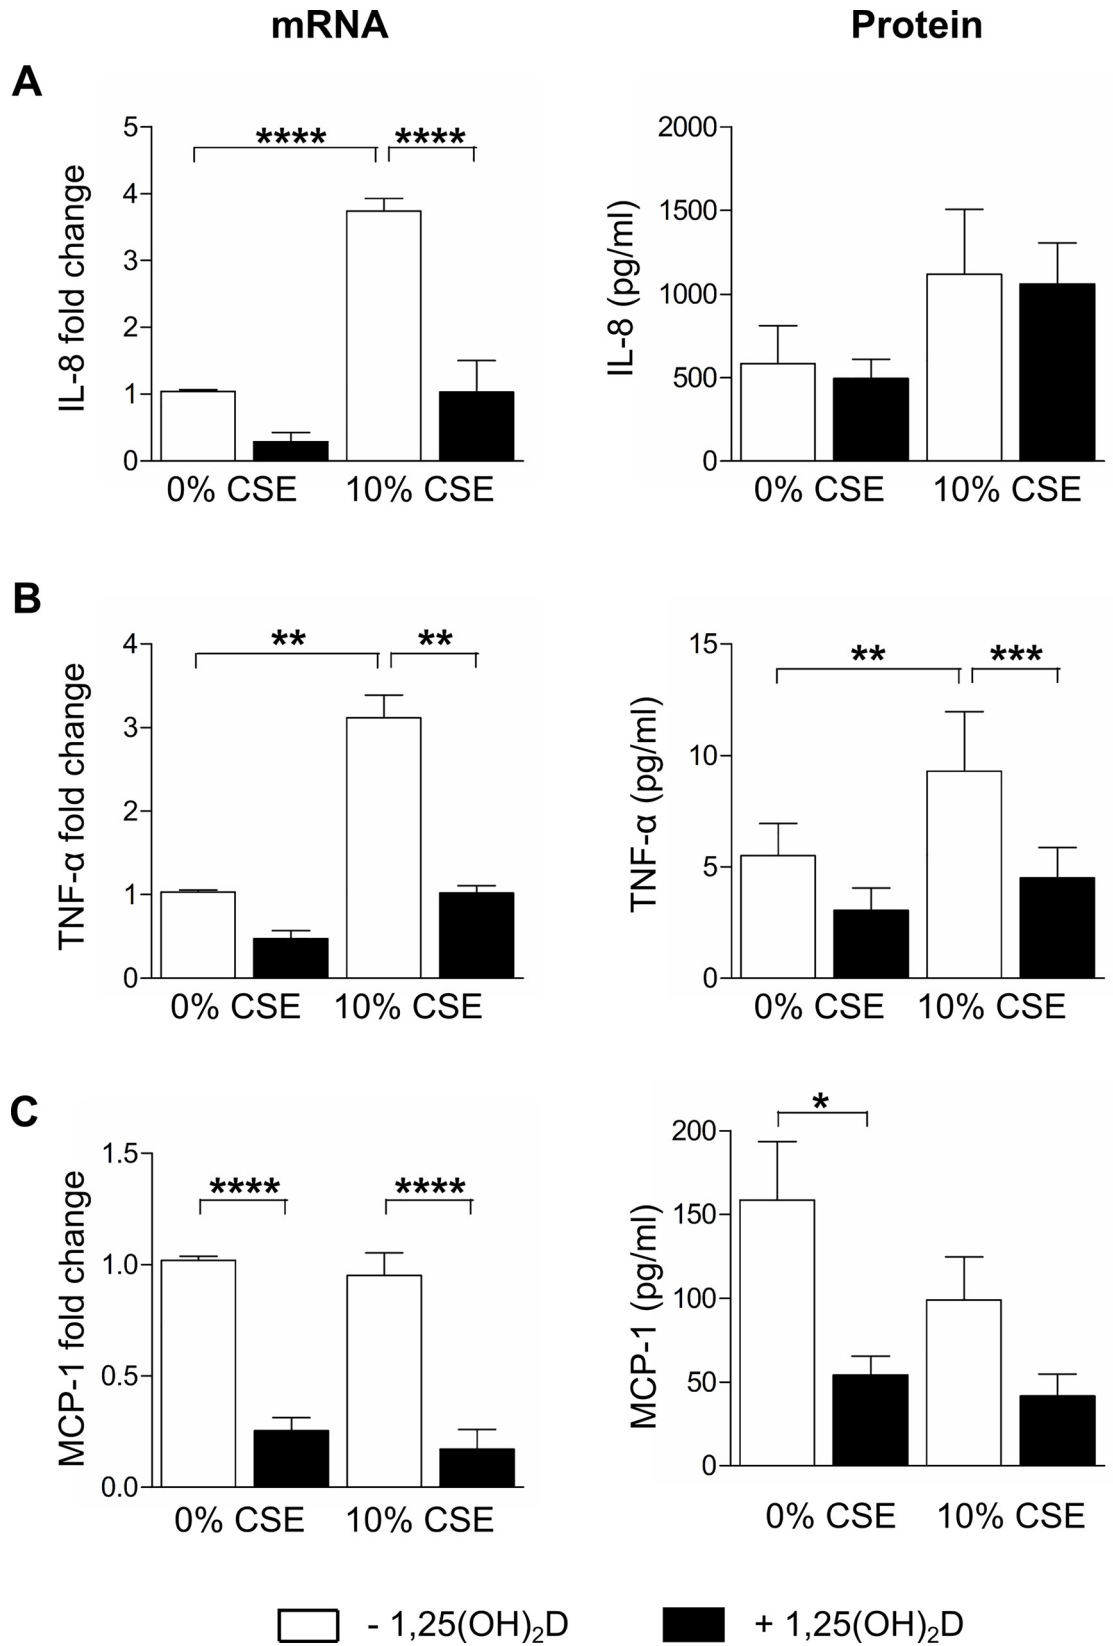 mRNA Protein
A
IL-8 fold change
5
4
3
2
1
0
**** ****
0% CSE 10% CSE
IL-8 (pg/ml)
2000
1500
1000
500
0
0% CSE 10% CSE
B
TNF-α fold change
4
3
2
1
0
** **
0% CSE 10% CSE
TNF-α (pg/ml)
15
10
5
0
** ***
0% CSE 10% CSE
C
MCP-1 fold change
1.5
1.0
0.5
0.0
**** ****
0% CSE 10% CSE
MCP-1 (pg/ml)
200
150
100
50
0
*
0% CSE 10% CSE
- 1,25(OH)₂D + 1,25(OH)₂D